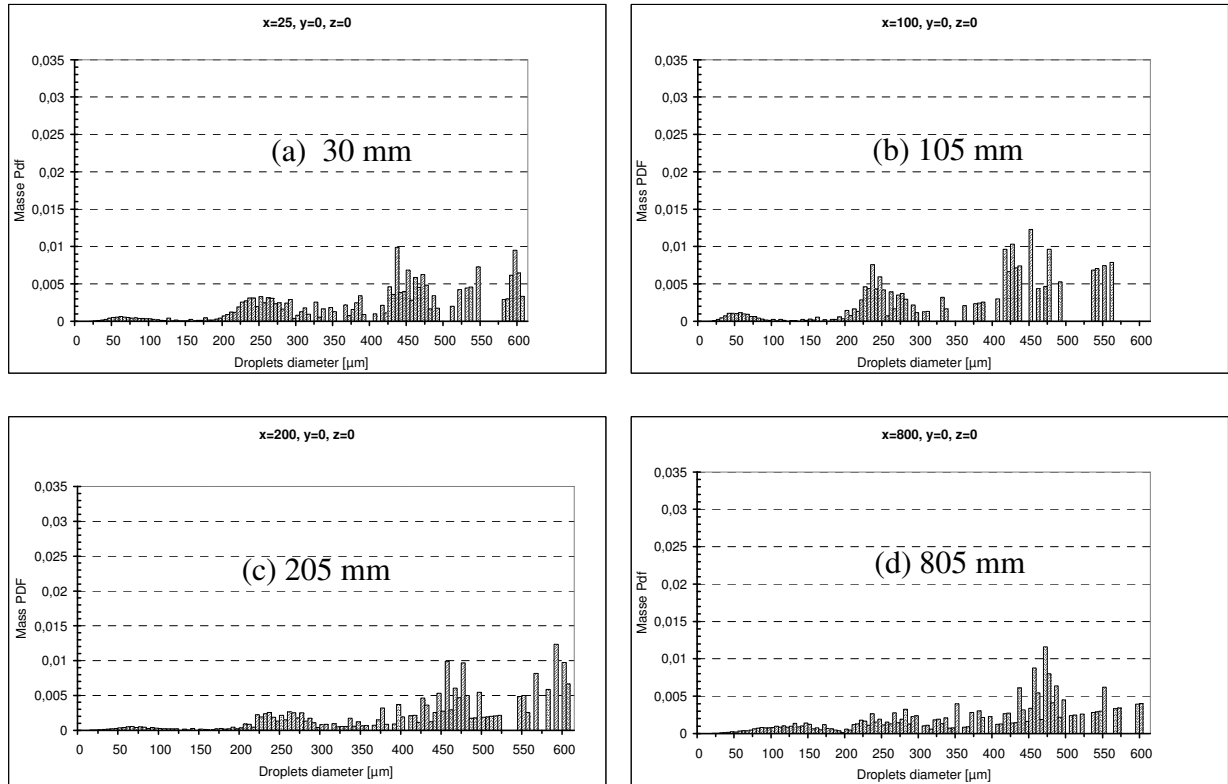 x=25, y=0, z=0
0,035
0,03
0,025
0,02
0,015
0,01
0,005
0
Masse Pdf
(a) 30 mm
0 50 100 150 200 250 300 350 400 450 500 550 600
Droplets diameter [µm]
x=100, y=0, z=0
0,035
0,03
0,025
0,02
0,015
0,01
0,005
0
Mass PDF
(b) 105 mm
0 50 100 150 200 250 300 350 400 450 500 550 600
Droplets diameter [µm]
x=200, y=0, z=0
0,035
0,03
0,025
0,02
0,015
0,01
0,005
0
Mass PDF
(c) 205 mm
0 50 100 150 200 250 300 350 400 450 500 550 600
Droplets diameter [µm]
x=800, y=0, z=0
0,035
0,03
0,025
0,02
0,015
0,01
0,005
0
Masse Pdf
(d) 805 mm
0 50 100 150 200 250 300 350 400 450 500 550 600
Droplets diameter [µm]